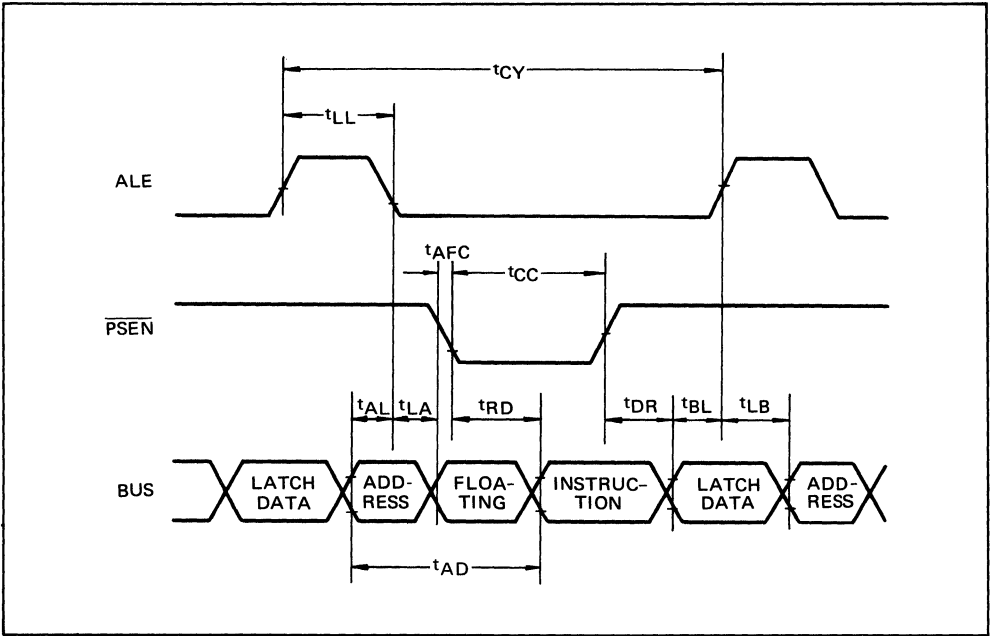 tCY
tLL
ALE
tAFC
tCC
PSEN
tAL tLA tRD tDR tBL tLB
BUS
LATCH DATA
ADD-
RESS
FLOA-
TING
INSTRUC-
TION
LATCH
DATA
ADD-
RESS
tAD